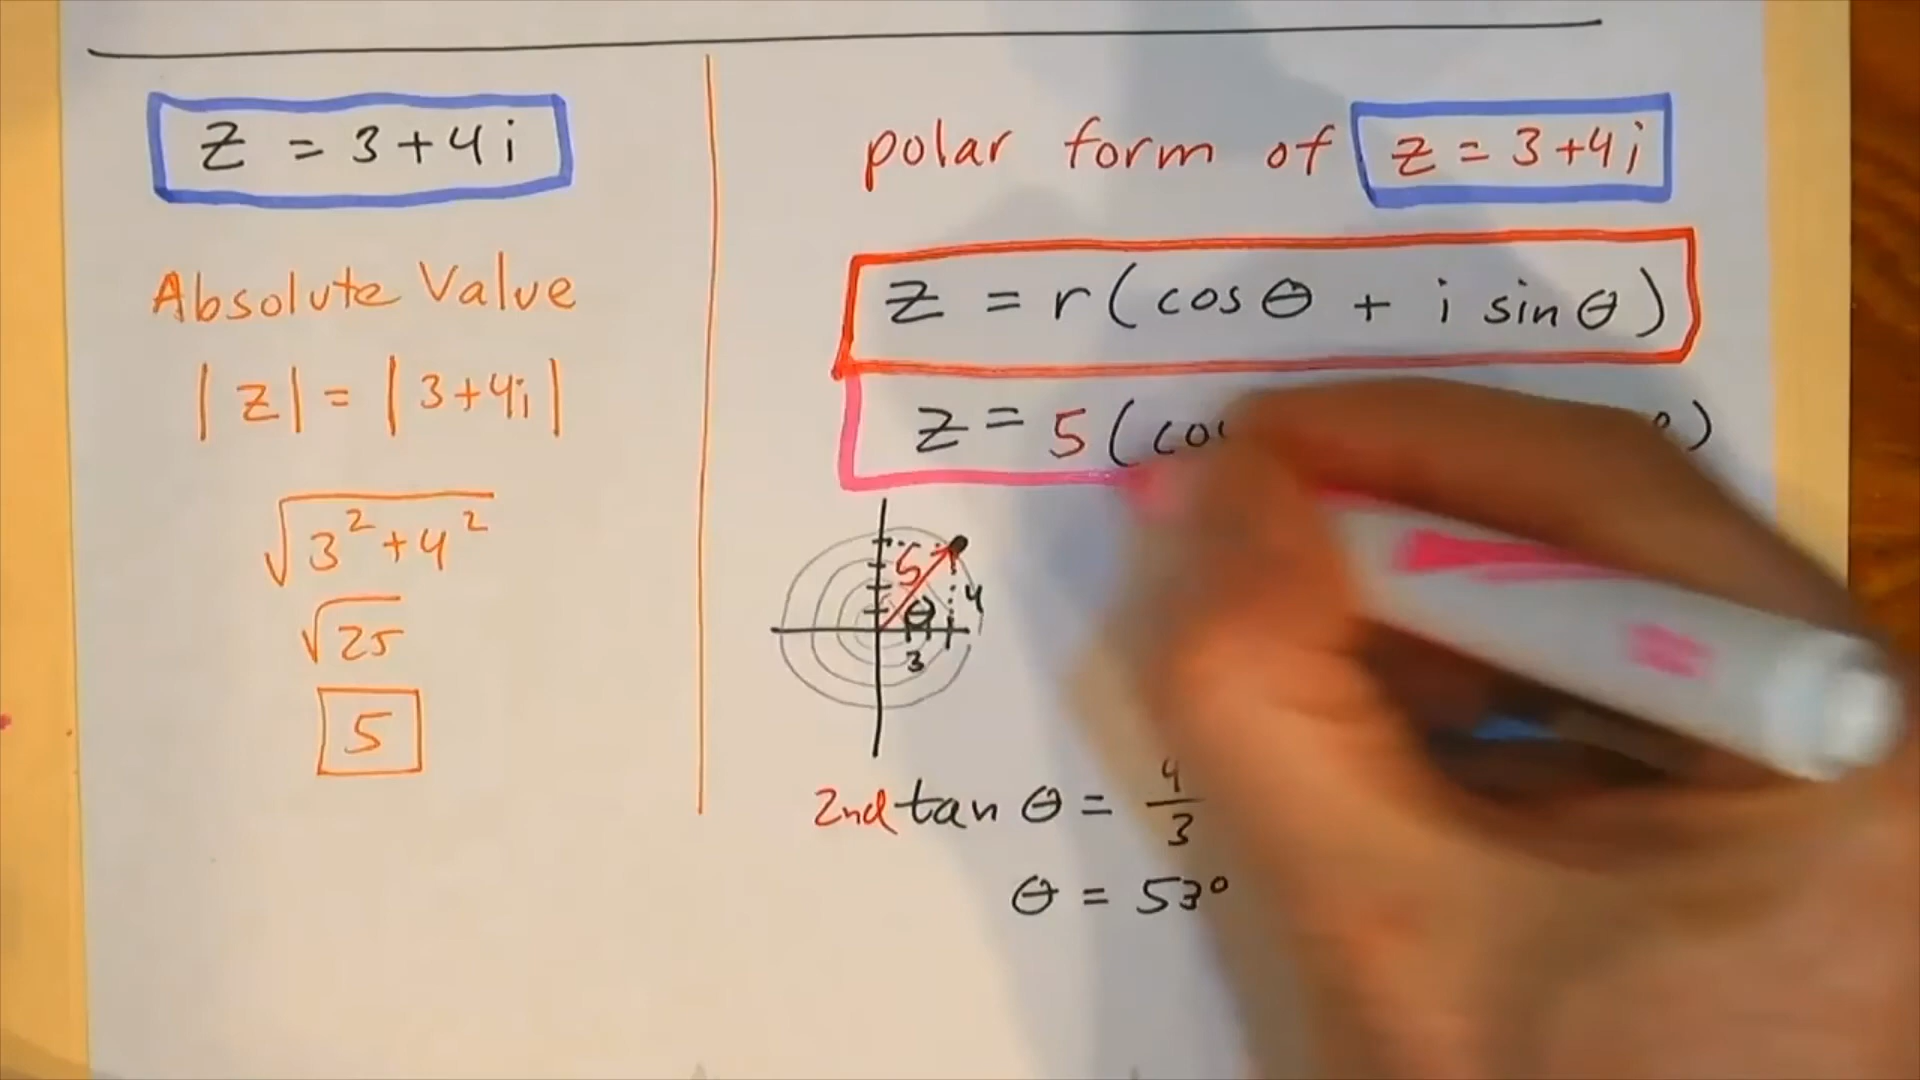 z = 3+4i
Absolute Value
|z| = |3+4i|
√3²+4²
√25
5
polar form of z = 3+4i
z = r(cos θ + i sin θ)
z = 5(
5
θ
4
3
2nd tan θ = 4/3
θ = 53°